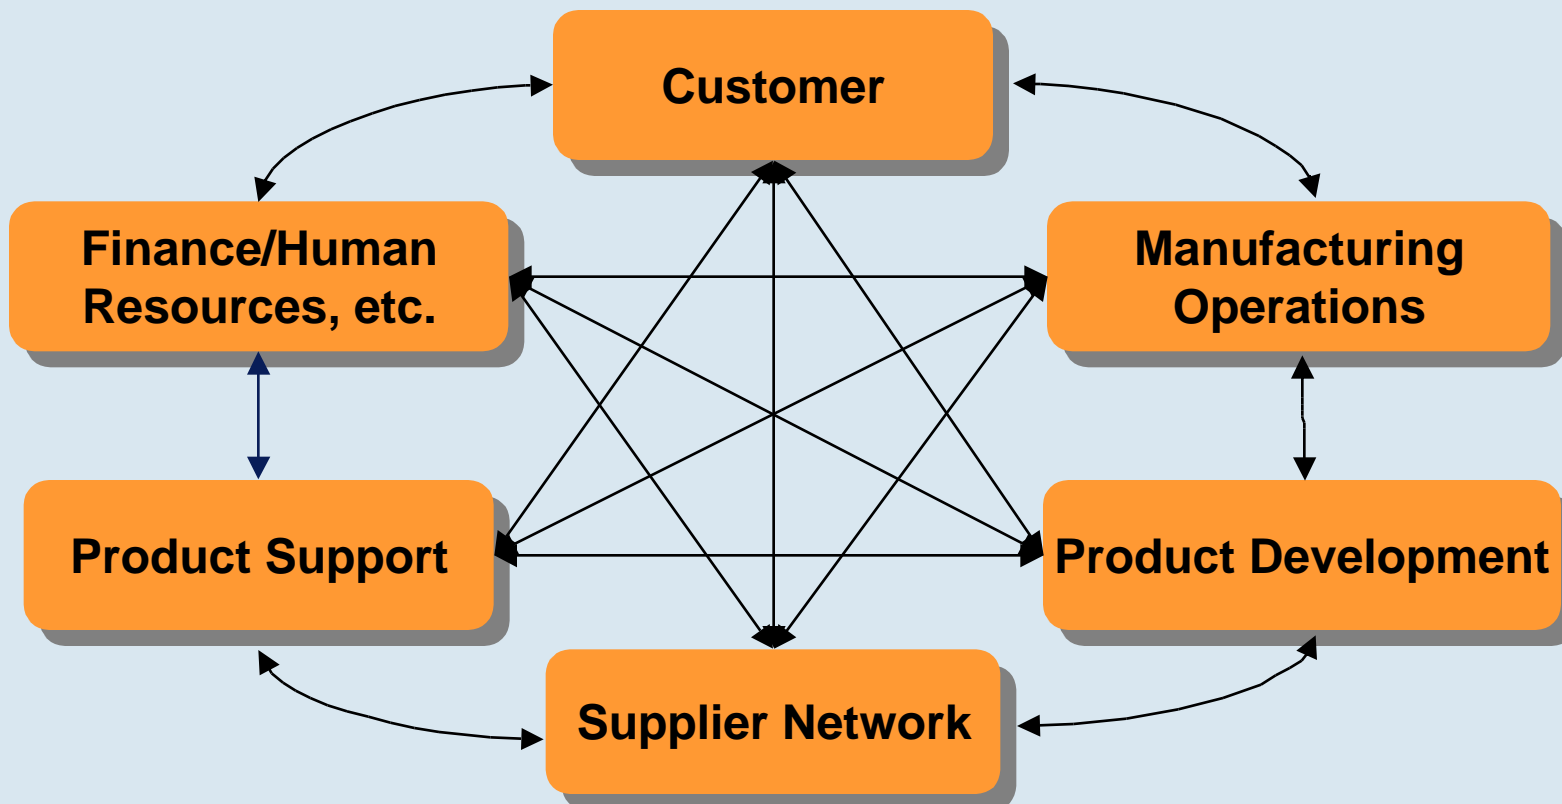 Customer
Finance/Human
Resources, etc.
Manufacturing
Operations
Product Support
Product Development
Supplier Network